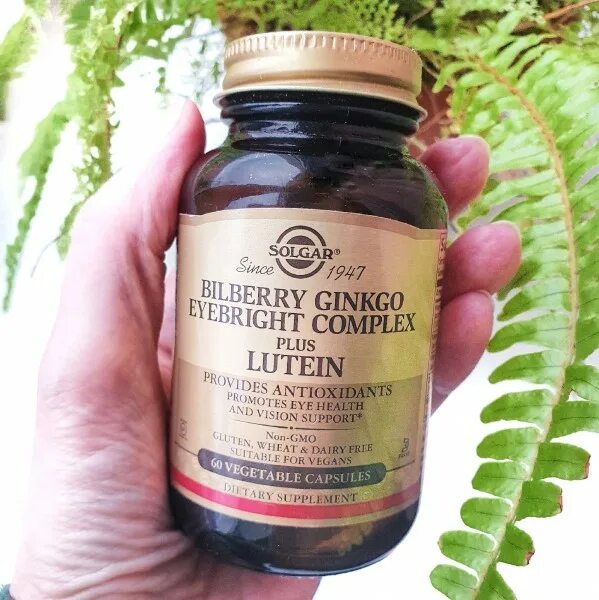 SOLGAR®
Since 1947
BILBERRY GINKGO
EYEBRIGHT COMPLEX
PLUS
LUTEIN
PROVIDES ANTIOXIDANTS
PROMOTES EYE HEALTH
AND VISION SUPPORT*
Non-GMO
GLUTEN, WHEAT & DAIRY FREE
SUITABLE FOR VEGANS
60 VEGETABLE CAPSULES
DIETARY SUPPLEMENT